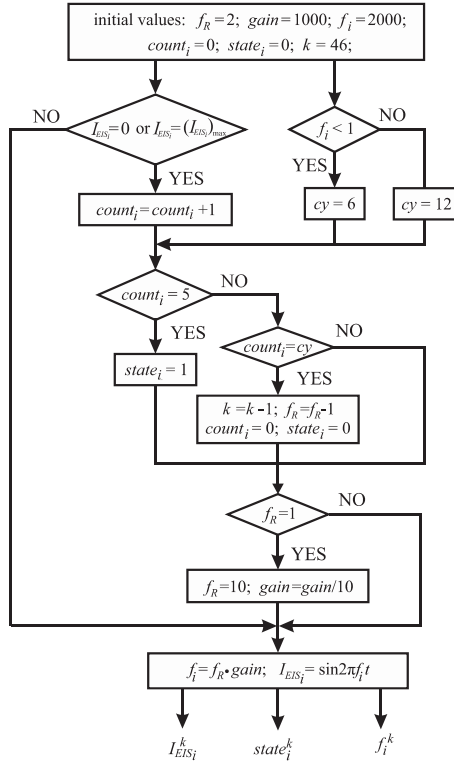 initial values: f_R=2; gain=1000; f_i=2000;
count_i=0; state_i=0; k=46;
NO
I_EIS_i=0 or I_EIS_i=(I_EIS_i)_max
YES
f_i<1
NO
YES
count_i=count_i+1
cy = 6
cy = 12
count_i= 5
NO
YES
count_i=cy
NO
YES
state_i= 1
k=k-1; f_R=f_R-1
count_i=0; state_i=0
f_R=1
NO
YES
f_R=10; gain=gain/10
f_i=f_R•gain; I_EIS_i= sin2πf_i t
I_EIS_i^k
state_i^k
f_i^k